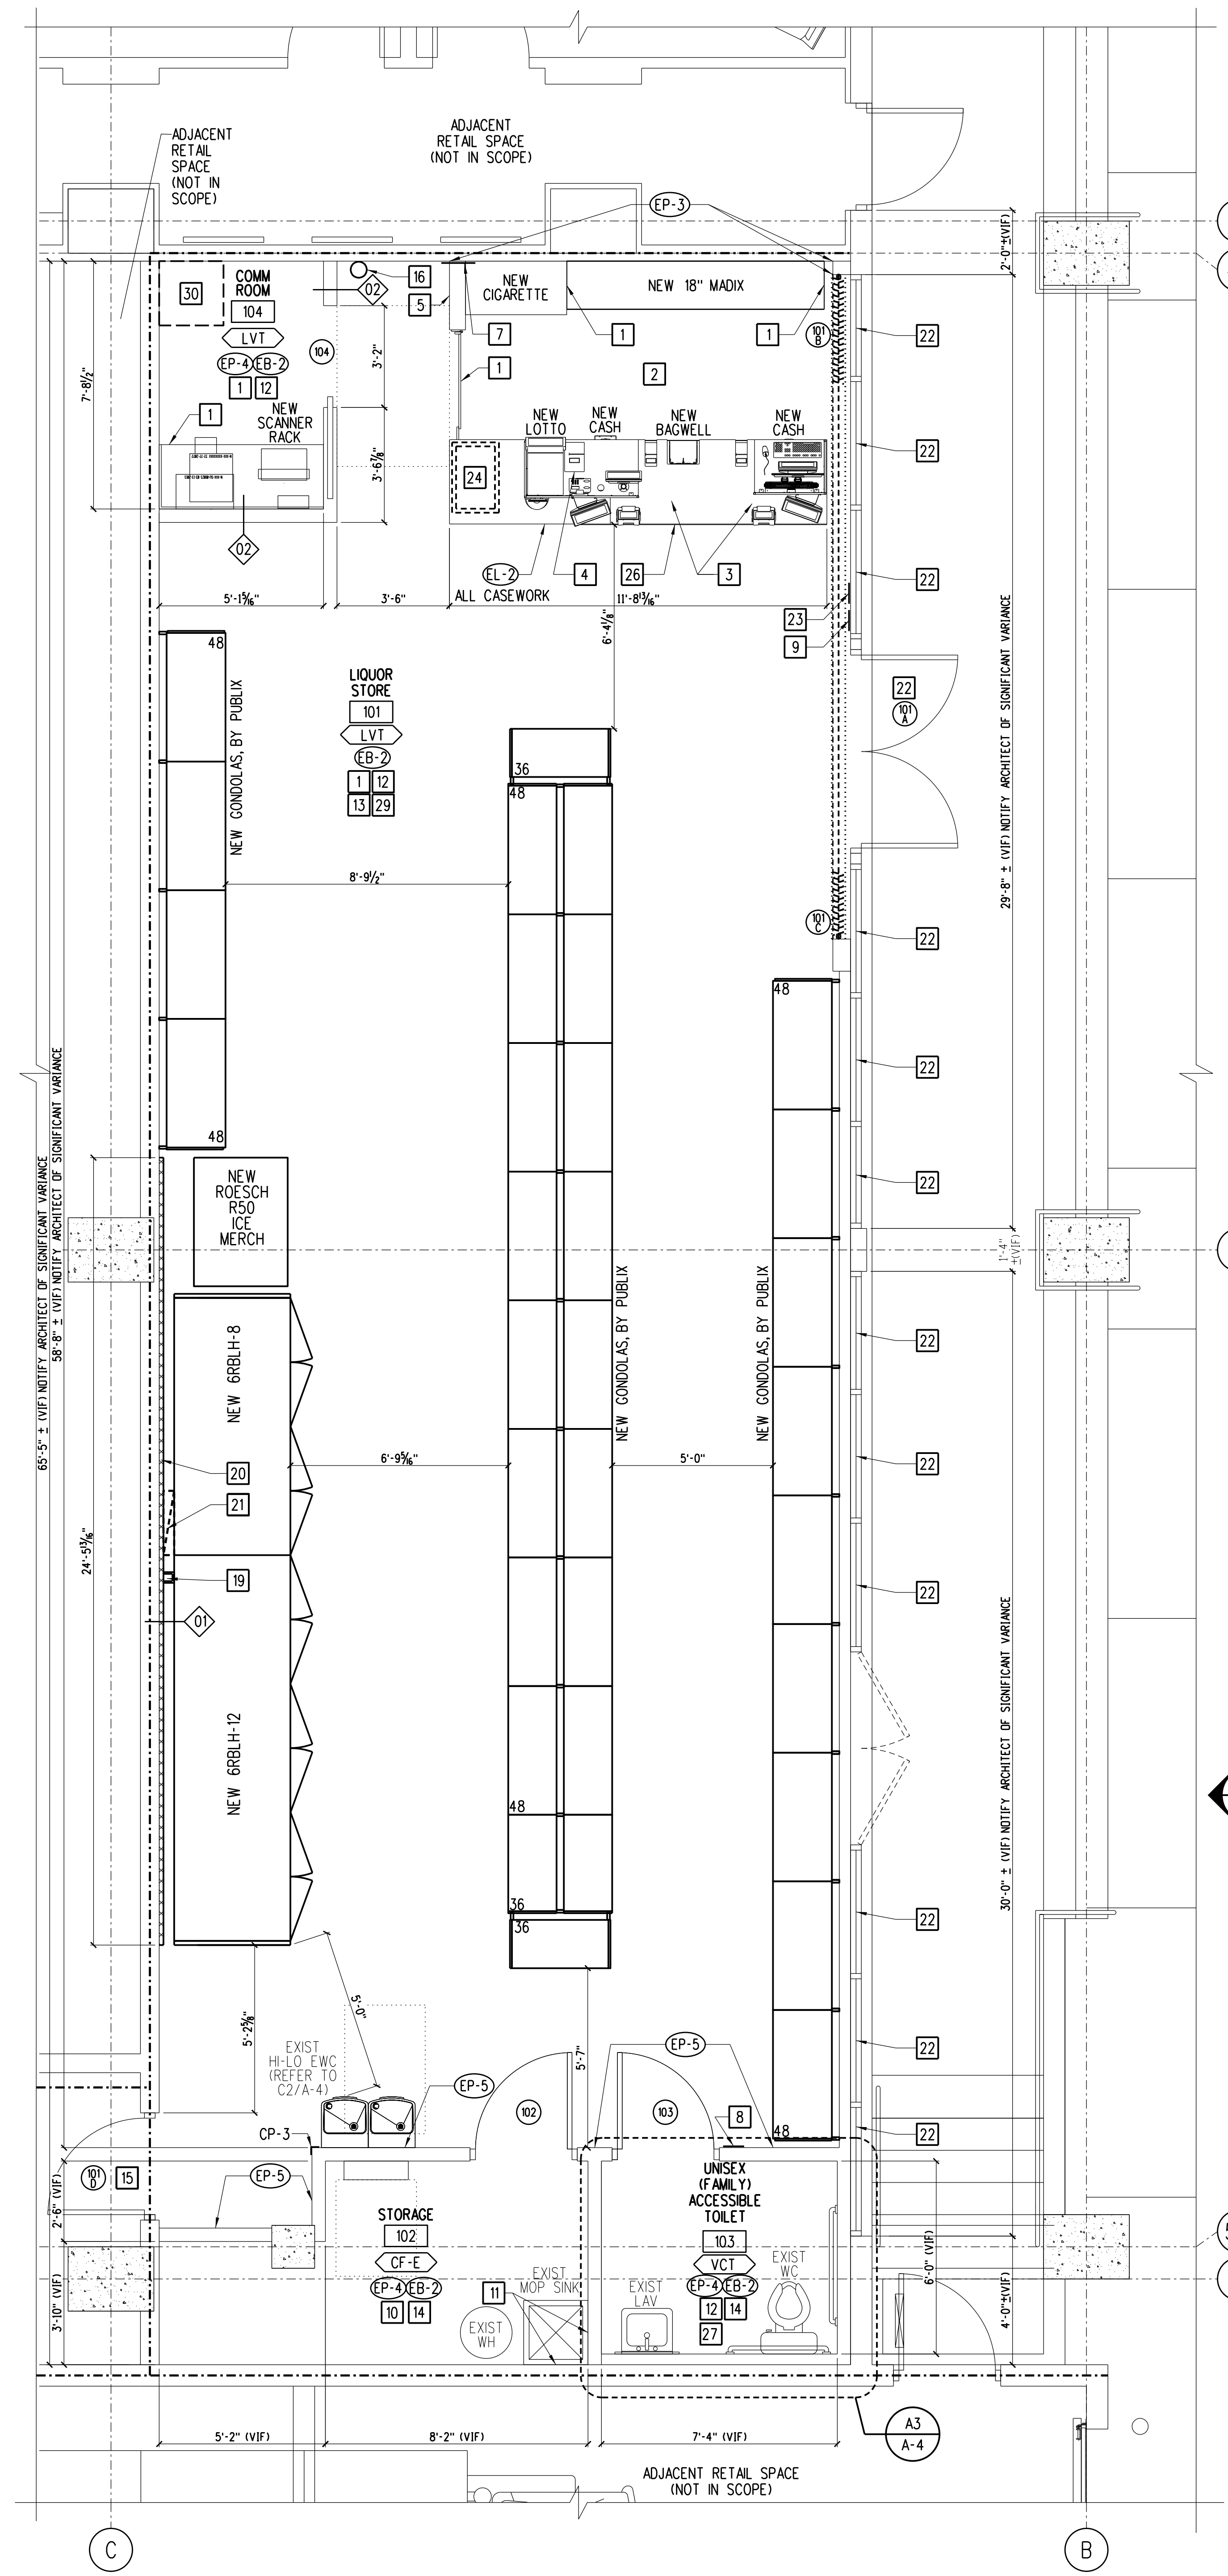 ADJACENT
RETAIL
SPACE
(NOT IN
SCOPE)
ADJACENT
RETAIL SPACE
(NOT IN SCOPE)
EP-3
2'-0"±(VIF)
30
COMM
ROOM
104
LVT
EP-4
EB-2
1
12
104
16
02
5
7
NEW
CIGARETTE
NEW 18" MADIX
1
1
1
2
101
B
22
22
22
7'-8½"
3'-2"
3'-6⅞"
1
NEW
SCANNER
RACK
02
NEW
LOTTO
NEW
CASH
NEW
BAGWELL
NEW
CASH
24
EL-2
4
26
3
ALL CASEWORK
5'-1⁵⁄₁₆"
3'-6"
11'-8¹³⁄₁₆"
6'-4⅛"
23
9
22
101
A
29'-8" ± (VIF) NOTIFY ARCHITECT OF SIGNIFICANT VARIANCE
48
NEW GONDOLAS, BY PUBLIX
48
LIQUOR
STORE
101
LVT
EB-2
1
12
13
29
36
48
8'-9½"
101
C
22
22
22
48
65'-5" ± (VIF) NOTIFY ARCHITECT OF SIGNIFICANT VARIANCE
58'-8" ± (VIF) NOTIFY ARCHITECT OF SIGNIFICANT VARIANCE
24'-5¹³⁄₁₆"
NEW
ROESCH
R50
ICE
MERCH
1'-4"
±(VIF)
NEW 6RBLH-8
NEW GONDOLAS, BY PUBLIX
NEW GONDOLAS, BY PUBLIX
22
22
22
6'-9⁵⁄₁₆"
5'-0"
20
21
19
01
NEW 6RBLH-12
30'-0" ± (VIF) NOTIFY ARCHITECT OF SIGNIFICANT VARIANCE
48
36
36
22
22
22
5'-2⅝"
5'-0"
5'-7"
EXIST
HI-LO EWC
(REFER TO
C2/A-4)
EP-5
EP-5
102
103
8
48
CP-3
101
D
15
EP-5
2'-6" (VIF)
3'-10" (VIF)
STORAGE
102
CF-E
EP-4
EB-2
10
14
EXIST
WH
EXIST
MOP SINK
11
UNISEX
(FAMILY)
ACCESSIBLE
TOILET
103
VCT
EP-4
EB-2
12
14
27
EXIST
LAV
EXIST
WC
6'-0" (VIF)
4'-0"±(VIF)
5'-2" (VIF)
8'-2" (VIF)
7'-4" (VIF)
A3
A-4
ADJACENT RETAIL SPACE
(NOT IN SCOPE)
C
B